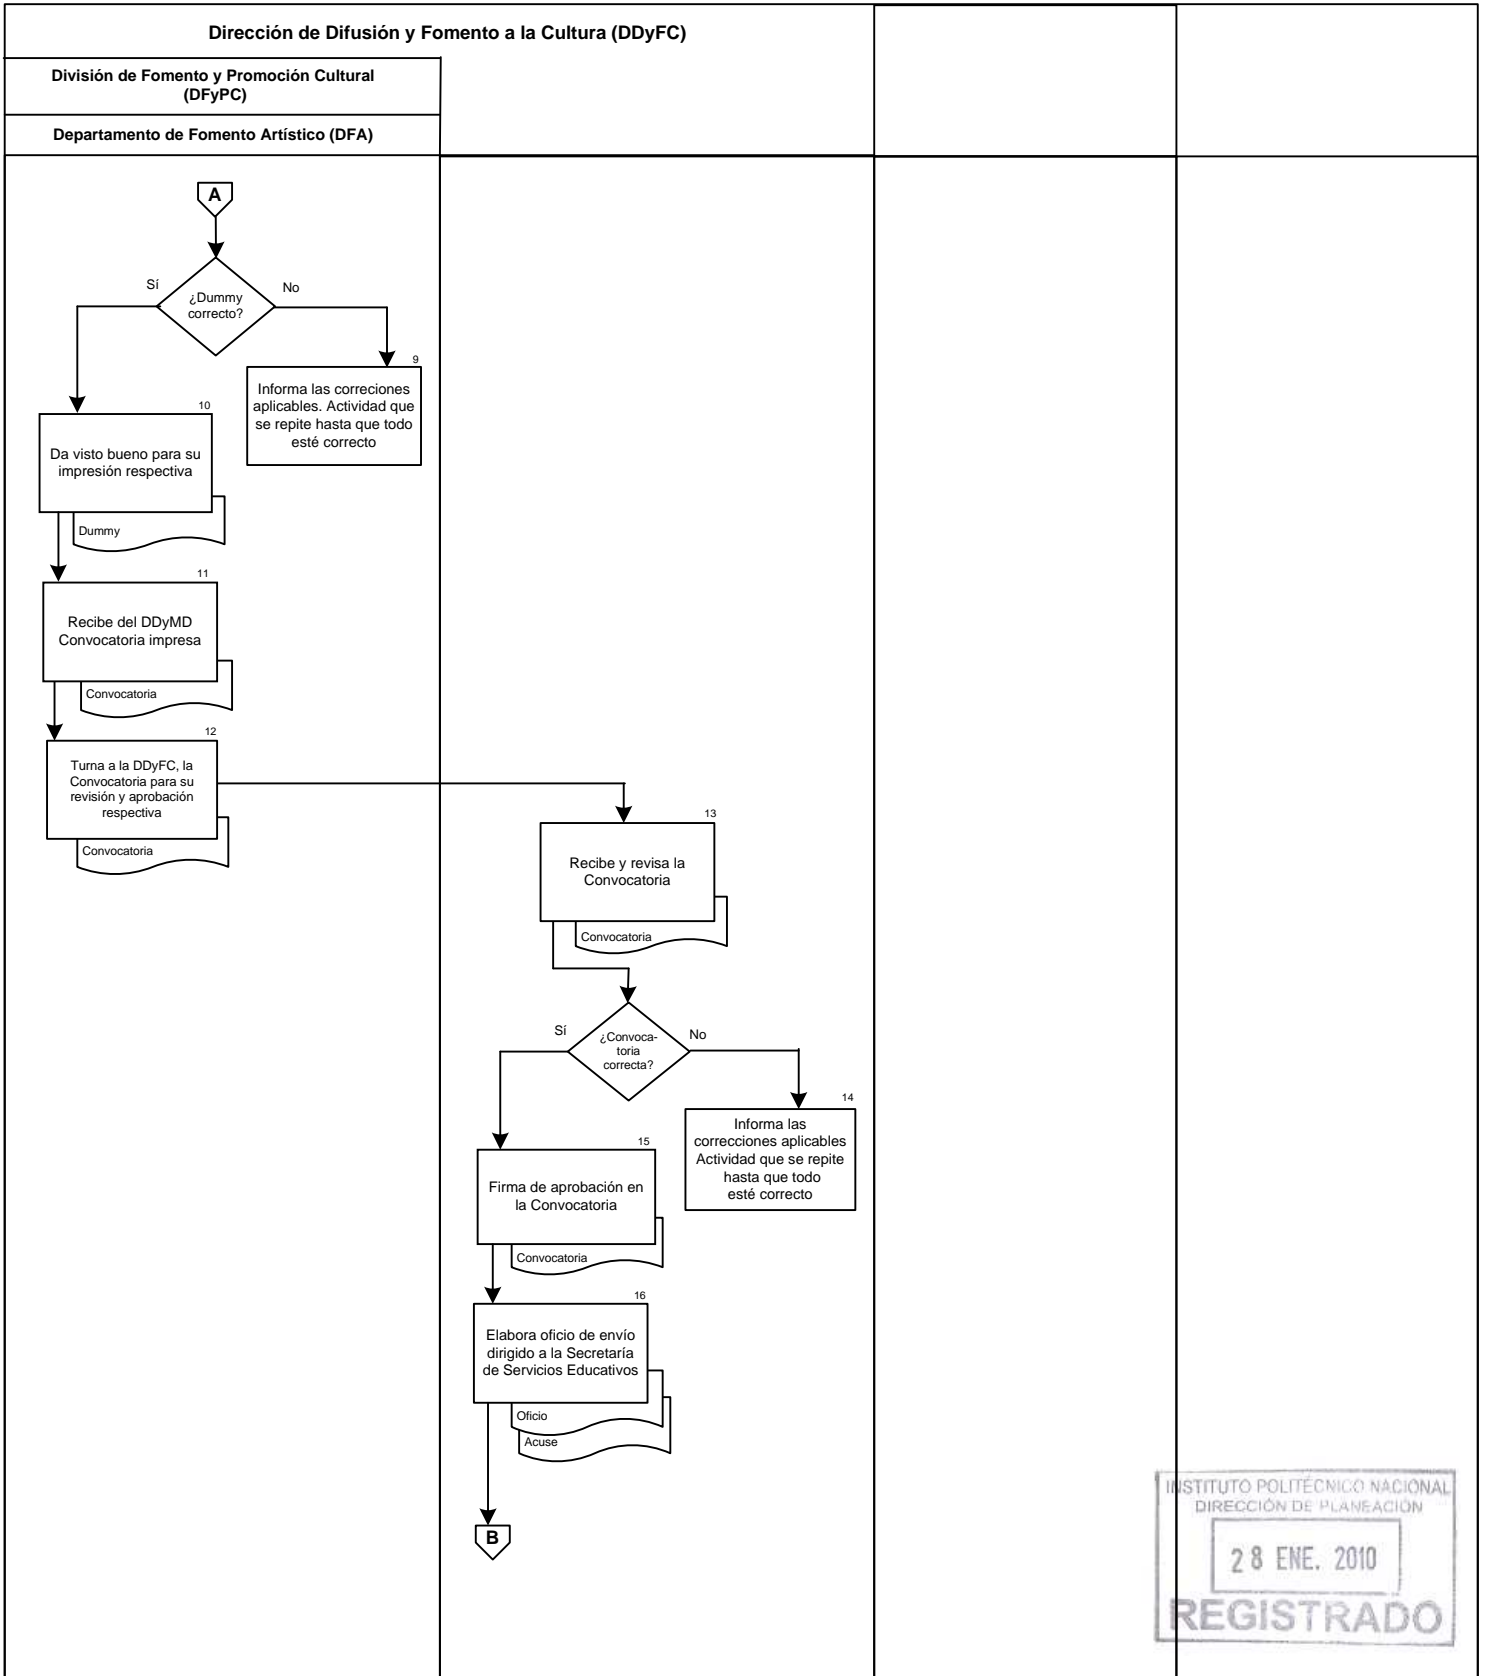 Dirección de Difusión y Fomento a la Cultura (DDyFC)
División de Fomento y Promoción Cultural
(DFyPC)
Departamento de Fomento Artístico (DFA)
A
Sí
No
¿Dummy
correcto?
9
Informa las correciones
aplicables. Actividad que
se repite hasta que todo
esté correcto
10
Da visto bueno para su
impresión respectiva
Dummy
11
Recibe del DDyMD
Convocatoria impresa
Convocatoria
12
Turna a la DDyFC, la
Convocatoria para su
revisión y aprobación
respectiva
Convocatoria
13
Recibe y revisa la
Convocatoria
Convocatoria
Sí
No
¿Convoca-
toria
correcta?
14
Informa las
correcciones aplicables
Actividad que se repite
hasta que todo
esté correcto
15
Firma de aprobación en
la Convocatoria
Convocatoria
16
Elabora oficio de envío
dirigido a la Secretaría
de Servicios Educativos
Oficio
Acuse
B
INSTITUTO POLITÉCNICO NACIONAL
DIRECCIÓN DE PLANEACIÓN
28 ENE. 2010
REGISTRADO